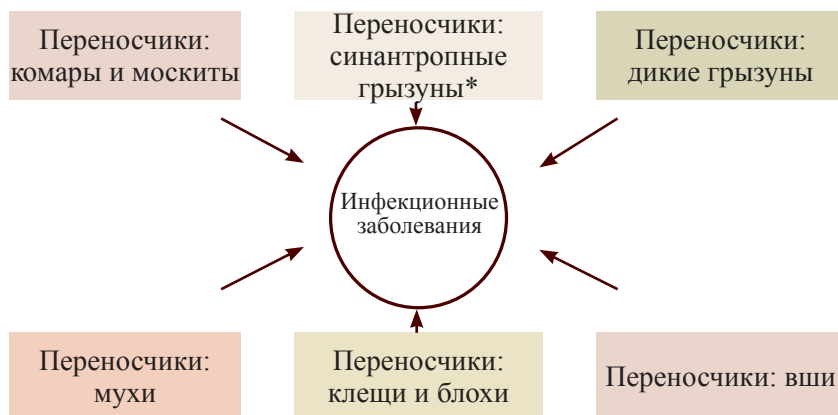 Переносчики:
комары и москиты
Переносчики:
синантропные
грызуны*
Переносчики:
дикие грызуны
Инфекционные
заболевания
Переносчики:
мухи
Переносчики:
клещи и блохи
Переносчики: вши